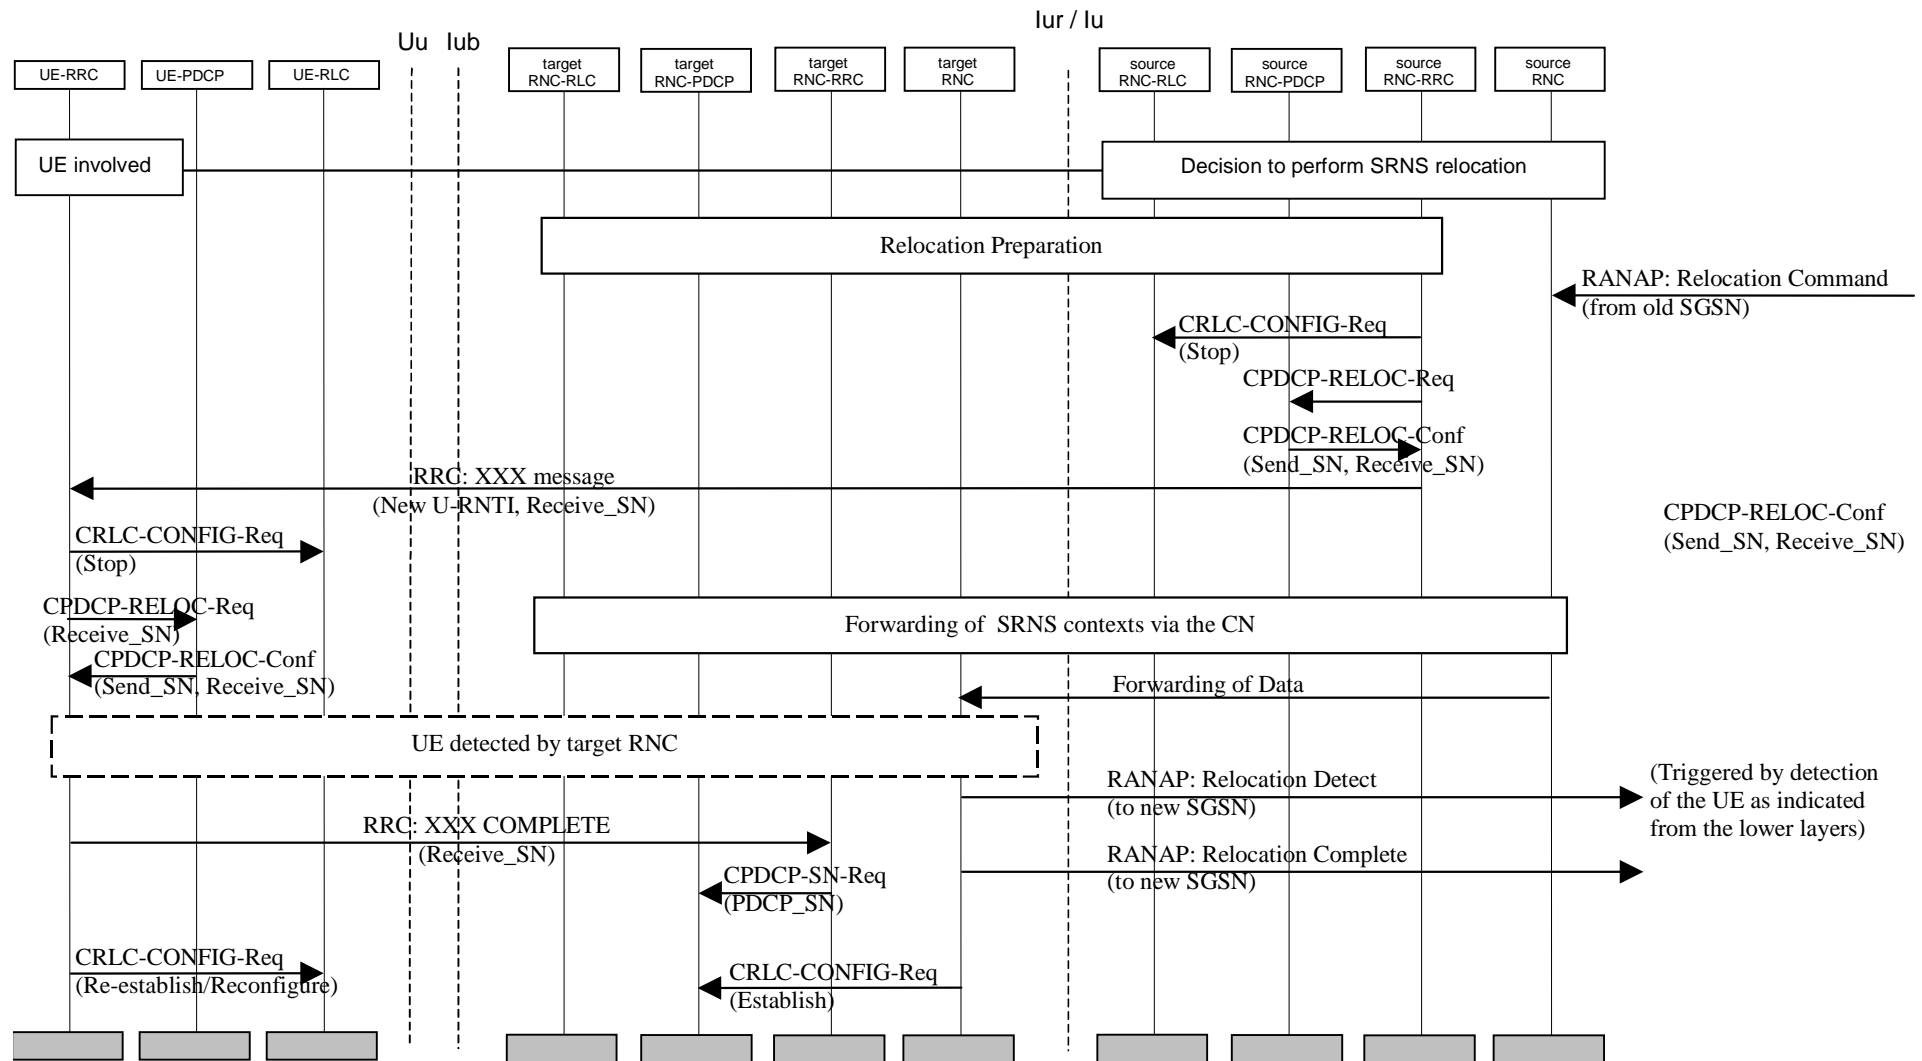 Iur / Iu
Uu Iub
UE-RRC
UE-PDCP
UE-RLC
target
RNC-RLC
target
RNC-PDCP
target
RNC-RRC
target
RNC
source
RNC-RLC
source
RNC-PDCP
source
RNC-RRC
source
RNC
UE involved
Decision to perform SRNS relocation
Relocation Preparation
RANAP: Relocation Command
(from old SGSN)
CRLC-CONFIG-Req
(Stop)
CPDCP-RELOC-Req
CPDCP-RELOC-Conf
(Send_SN, Receive_SN)
RRC: XXX message
(New U-RNTI, Receive_SN)
CPDCP-RELOC-Conf
(Send_SN, Receive_SN)
CRLC-CONFIG-Req
(Stop)
CPDCP-RELOC-Req
(Receive_SN)
Forwarding of SRNS contexts via the CN
CPDCP-RELOC-Conf
(Send_SN, Receive_SN)
Forwarding of Data
UE detected by target RNC
RANAP: Relocation Detect
(to new SGSN)
(Triggered by detection
of the UE as indicated
from the lower layers)
RRC: XXX COMPLETE
(Receive_SN)
RANAP: Relocation Complete
(to new SGSN)
CPDCP-SN-Req
(PDCP_SN)
CRLC-CONFIG-Req
(Re-establish/Reconfigure)
CRLC-CONFIG-Req
(Establish)